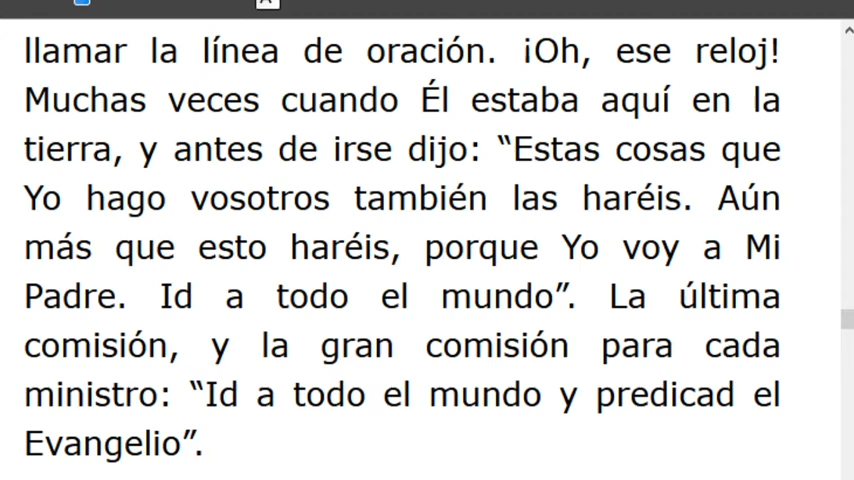 llamar la línea de oración. ¡Oh, ese reloj!
Muchas veces cuando Él estaba aquí en la
tierra, y antes de irse dijo: “Estas cosas que
Yo hago vosotros también las haréis. Aún
más que esto haréis, porque Yo voy a Mi
Padre. Id a todo el mundo”. La última
comisión, y la gran comisión para cada
ministro: “Id a todo el mundo y predicad el
Evangelio”.